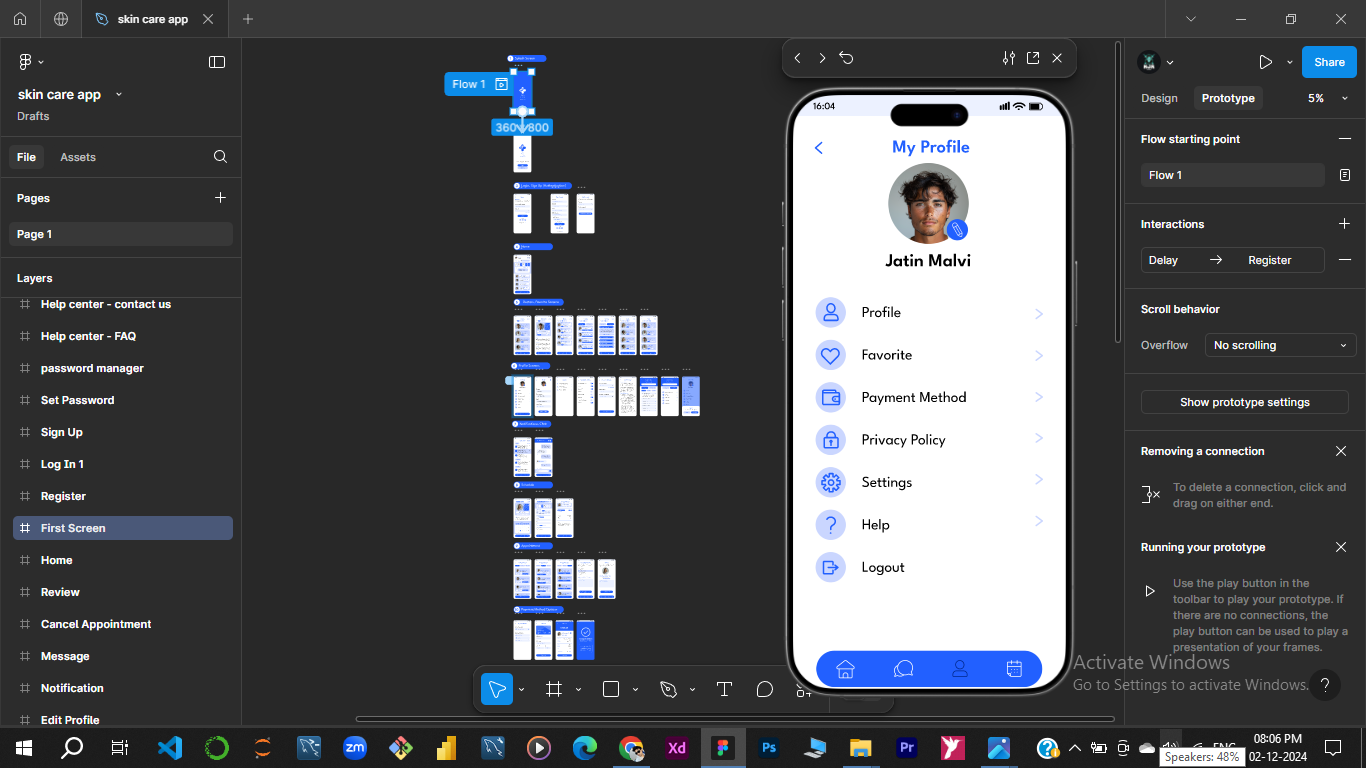 skin care app
Share
skin care app
Drafts
Design
Prototype
5%
File
Assets
Pages
Page 1
Layers
Help center - contact us
Help center - FAQ
password manager
Set Password
Sign Up
Log In 1
Register
First Screen
Home
Review
Cancel Appointment
Message
Notification
Edit Profile
Flow 1
16:04
My Profile
Jatin Malvi
Profile
Favorite
Payment Method
Privacy Policy
Settings
Help
Logout
Flow starting point
Flow 1
Interactions
Delay
Register
Scroll behavior
Overflow
No scrolling
Show prototype settings
Removing a connection
To delete a connection, click and
drag on either end.
Running your prototype
Use the play button in the
toolbar to play your prototype. If
there are no connections, the
play button can be used to play a
presentation of your frames.
Activate Windows
Go to Settings to activate Windows.
zm
Xd
Ps
Pr
08:06 PM
02-12-2024
Speakers: 48%